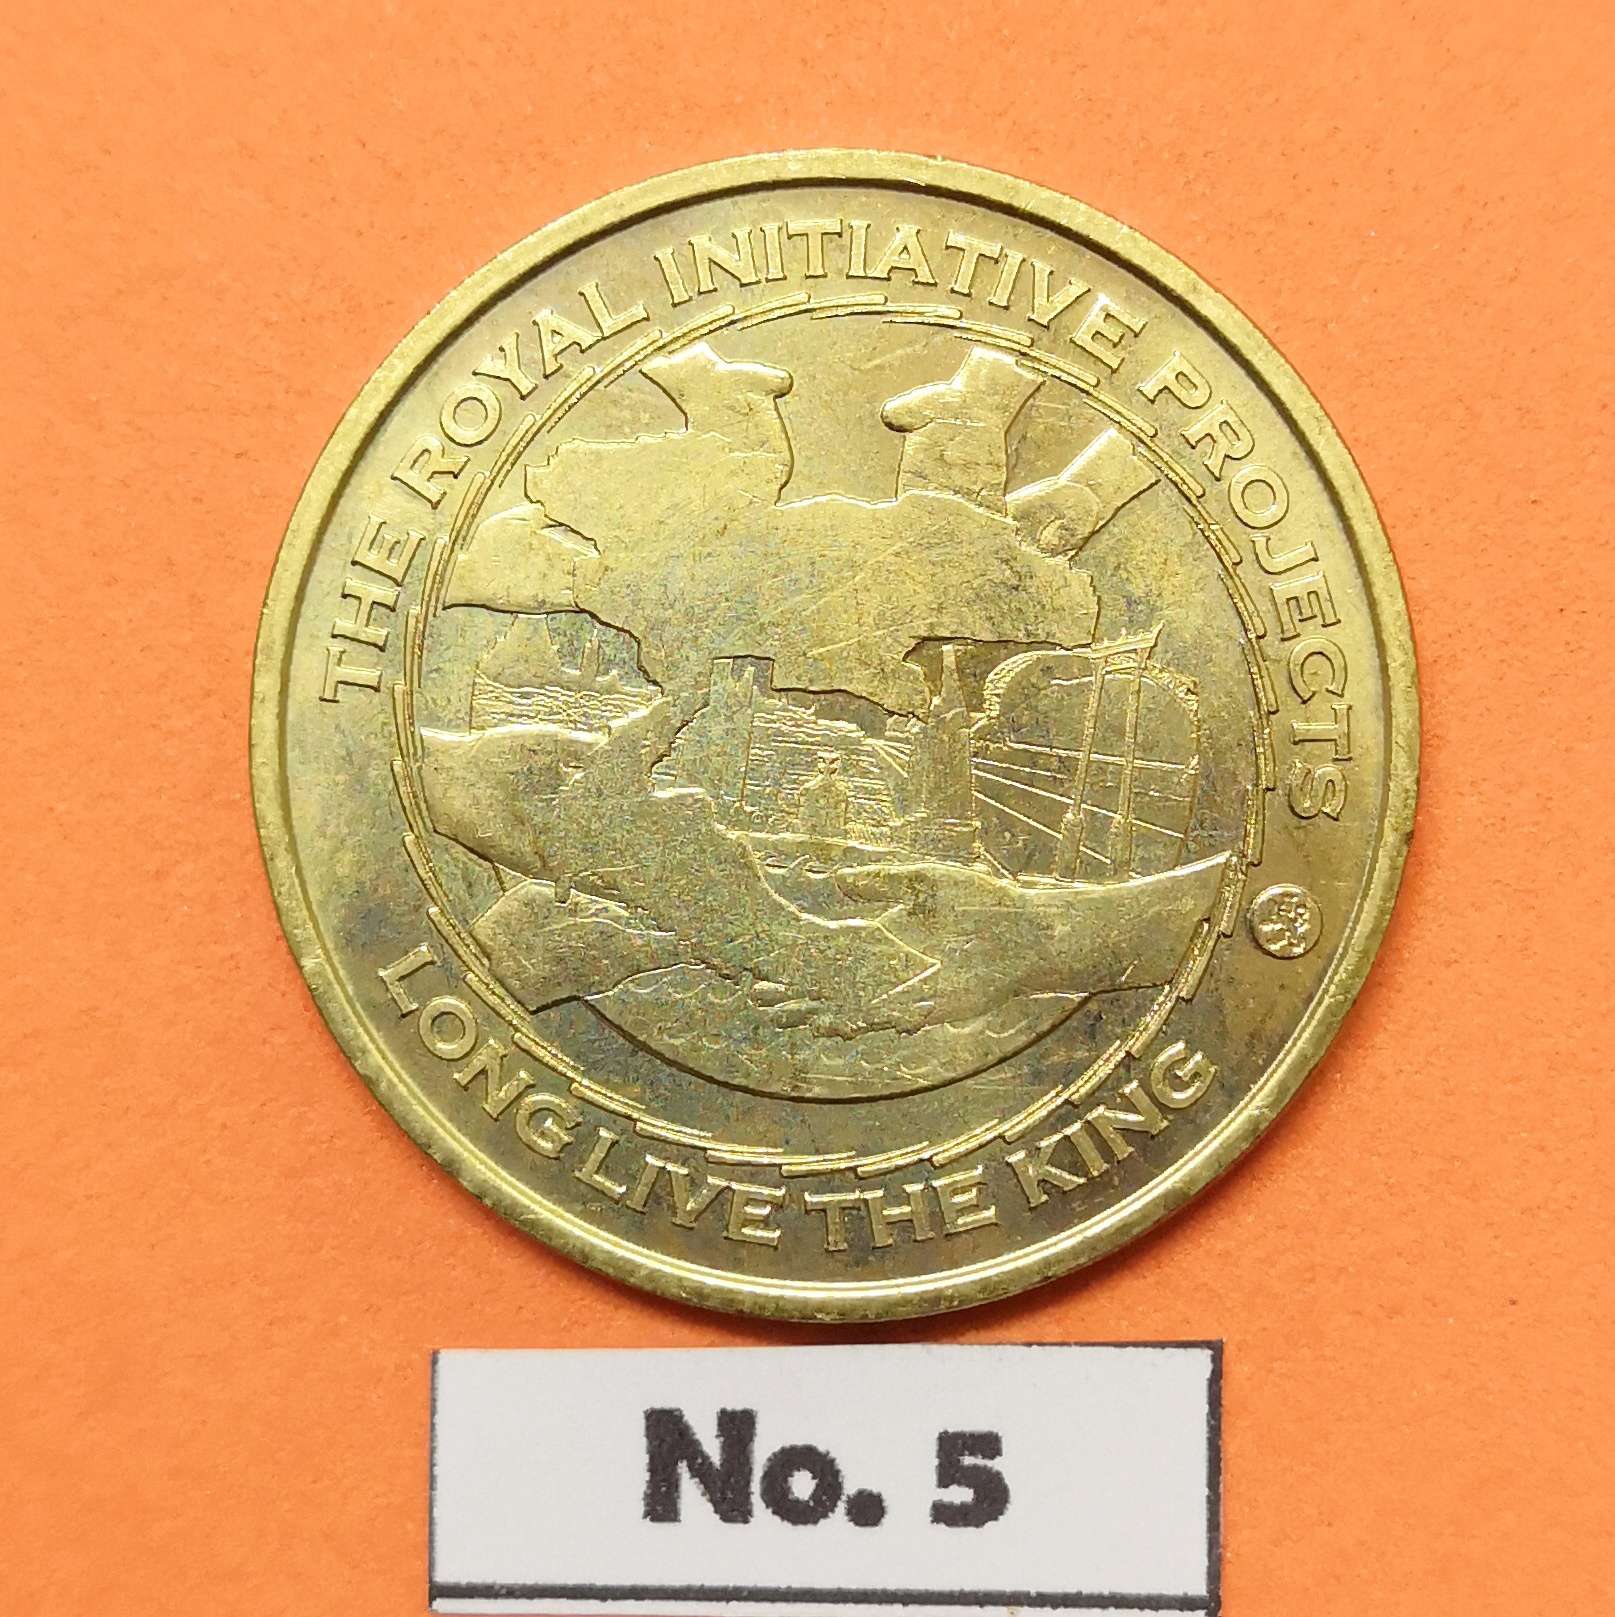 THE ROYAL INITIATIVE PROJECTS
LONG LIVE THE KING
No. 5